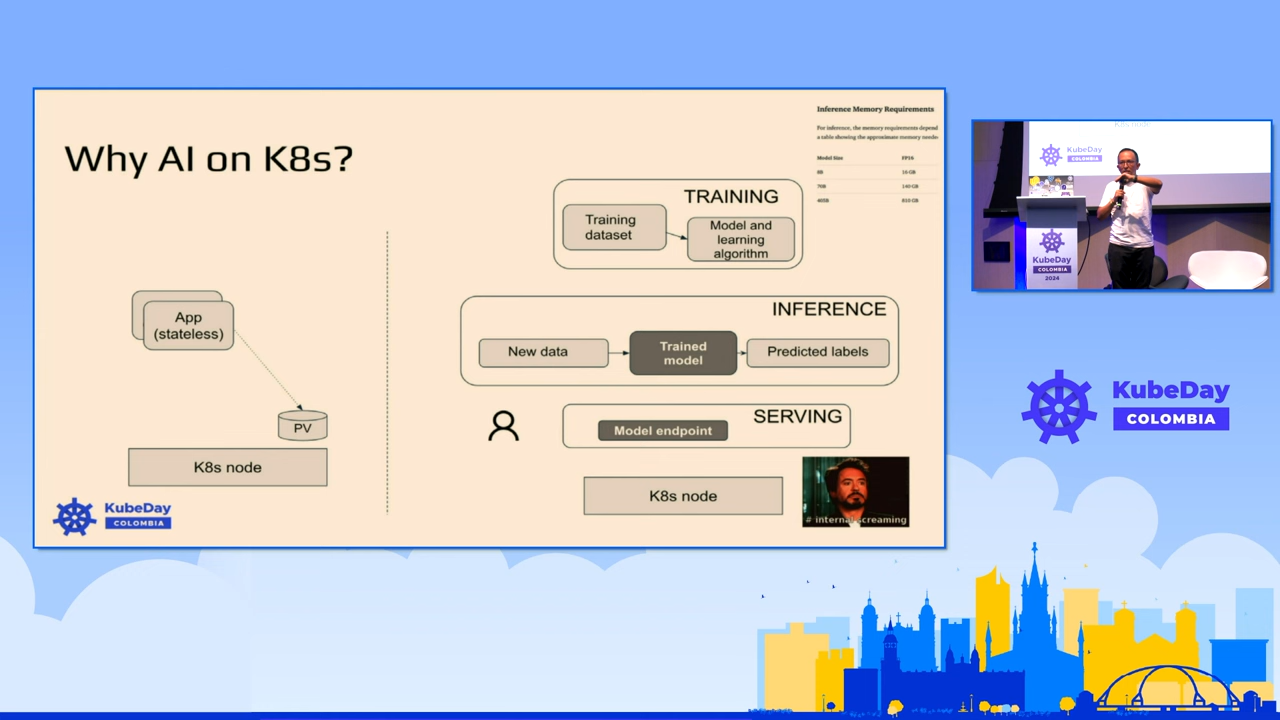 Why AI on K8s?
App
(stateless)
PV
K8s node
KubeDay
COLOMBIA
Inference Memory Requirements
For inference, the memory requirements depend
a table showing the approximate memory neede
Model Size FP16
8B 16 GB
70B 140 GB
405B 810 GB
TRAINING
Training
dataset
Model and
learning
algorithm
INFERENCE
New data
Trained
model
Predicted labels
SERVING
Model endpoint
K8s node
# internal screaming
K8s node
KubeDay
COLOMBIA
KubeDay
COLOMBIA
2024
KubeDay
COLOMBIA